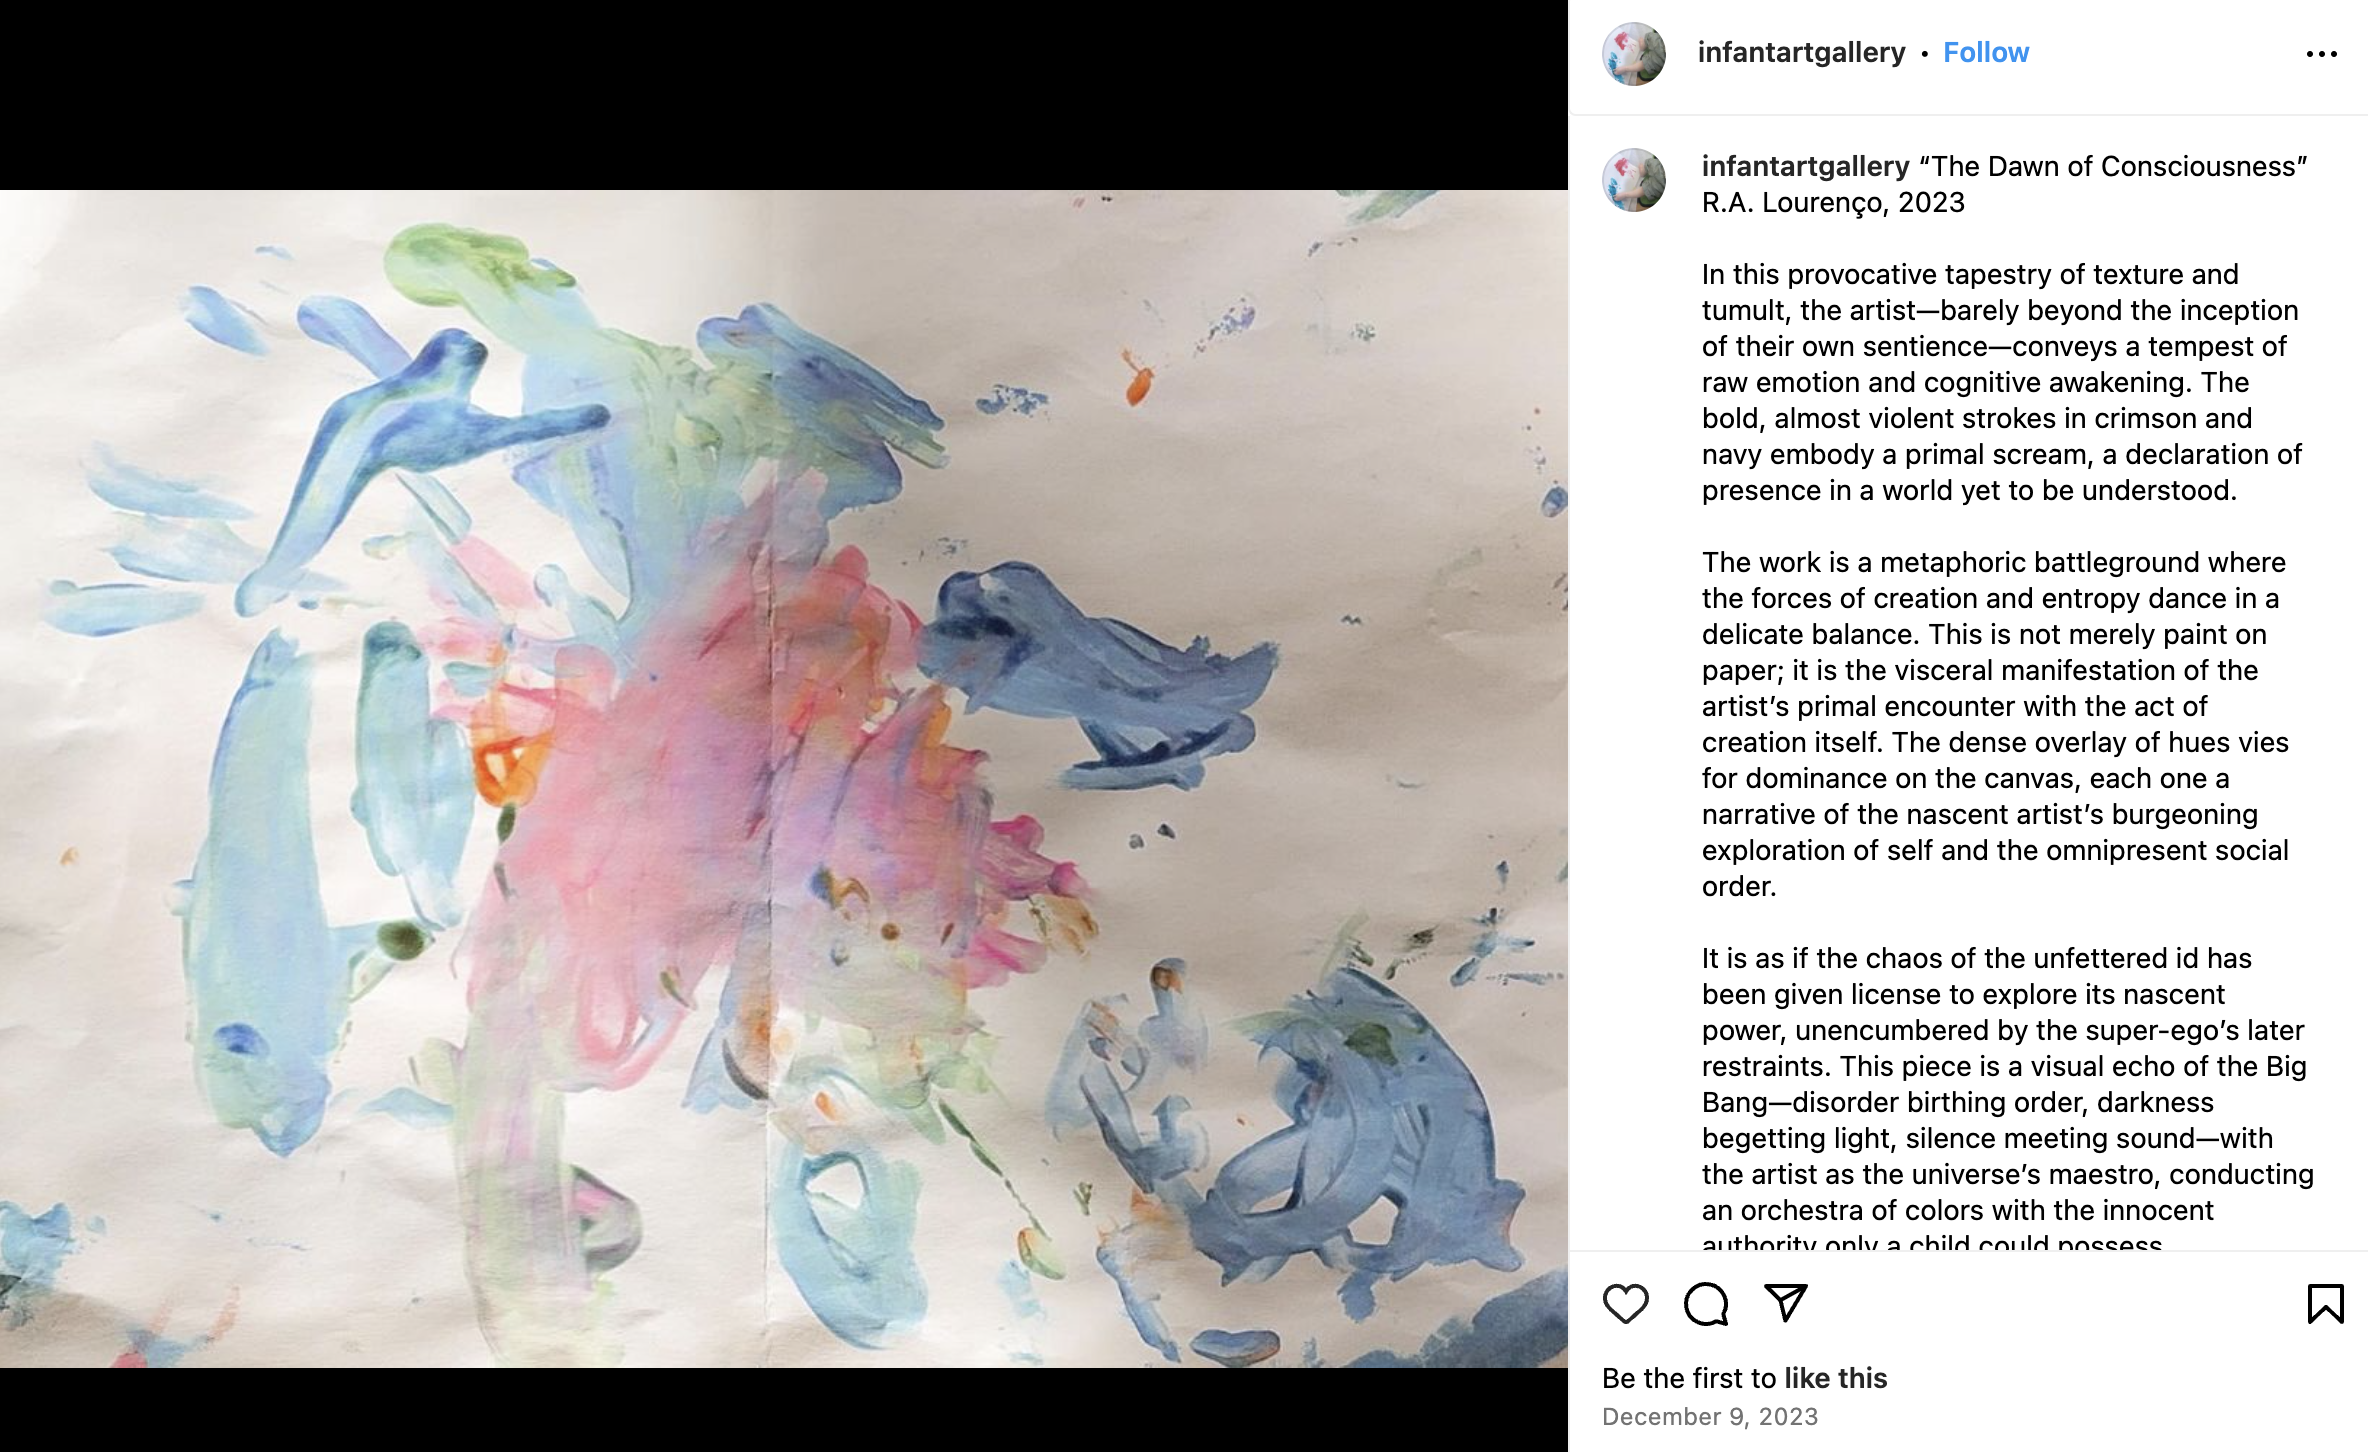 infantartgallery • Follow
infantartgallery “The Dawn of Consciousness”
R.A. Lourenço, 2023
In this provocative tapestry of texture and
tumult, the artist—barely beyond the inception
of their own sentience—conveys a tempest of
raw emotion and cognitive awakening. The
bold, almost violent strokes in crimson and
navy embody a primal scream, a declaration of
presence in a world yet to be understood.
The work is a metaphoric battleground where
the forces of creation and entropy dance in a
delicate balance. This is not merely paint on
paper; it is the visceral manifestation of the
artist’s primal encounter with the act of
creation itself. The dense overlay of hues vies
for dominance on the canvas, each one a
narrative of the nascent artist’s burgeoning
exploration of self and the omnipresent social
order.
It is as if the chaos of the unfettered id has
been given license to explore its nascent
power, unencumbered by the super-ego’s later
restraints. This piece is a visual echo of the Big
Bang—disorder birthing order, darkness
begetting light, silence meeting sound—with
the artist as the universe’s maestro, conducting
an orchestra of colors with the innocent
authority only a child could possess
Be the first to like this
December 9, 2023